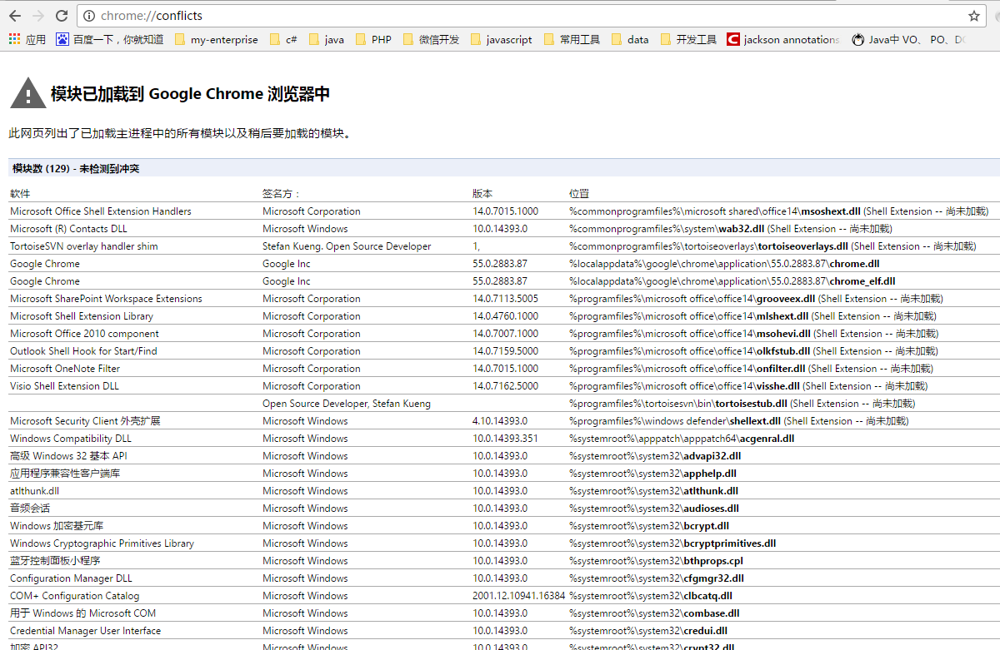 chrome://conflicts
应用 百度一下，你就知道 my-enterprise c# java PHP 微信开发 javascript 常用工具 data 开发工具 jackson annotations Java中 VO、 PO、DO
模块已加载到 Google Chrome 浏览器中
此网页列出了已加载主进程中的所有模块以及稍后要加载的模块。
模块数 (129) - 未检测到冲突
软件 签名方： 版本 位置
Microsoft Office Shell Extension Handlers Microsoft Corporation 14.0.7015.1000 %commonprogramfiles%\microsoft shared\office14\msoshext.dll (Shell Extension -- 尚未加载)
Microsoft (R) Contacts DLL Microsoft Windows 10.0.14393.0 %commonprogramfiles%\system\wab32.dll (Shell Extension -- 尚未加载)
TortoiseSVN overlay handler shim Stefan Kueng. Open Source Developer 1, %commonprogramfiles%\tortoiseoverlays\tortoiseoverlays.dll (Shell Extension -- 尚未加载)
Google Chrome Google Inc 55.0.2883.87 %localappdata%\google\chrome\application\55.0.2883.87\chrome.dll
Google Chrome Google Inc 55.0.2883.87 %localappdata%\google\chrome\application\55.0.2883.87\chrome_elf.dll
Microsoft SharePoint Workspace Extensions Microsoft Corporation 14.0.7113.5005 %programfiles%\microsoft office\office14\grooveex.dll (Shell Extension -- 尚未加载)
Microsoft Shell Extension Library Microsoft Corporation 14.0.4760.1000 %programfiles%\microsoft office\office14\mlshext.dll (Shell Extension -- 尚未加载)
Microsoft Office 2010 component Microsoft Corporation 14.0.7007.1000 %programfiles%\microsoft office\office14\msohevi.dll (Shell Extension -- 尚未加载)
Outlook Shell Hook for Start/Find Microsoft Corporation 14.0.7159.5000 %programfiles%\microsoft office\office14\olkfstub.dll (Shell Extension -- 尚未加载)
Microsoft OneNote Filter Microsoft Corporation 14.0.7015.1000 %programfiles%\microsoft office\office14\onfilter.dll (Shell Extension -- 尚未加载)
Visio Shell Extension DLL Microsoft Corporation 14.0.7162.5000 %programfiles%\microsoft office\office14\visshe.dll (Shell Extension -- 尚未加载)
Open Source Developer, Stefan Kueng %programfiles%\tortoisesvn\bin\tortoisestub.dll (Shell Extension -- 尚未加载)
Microsoft Security Client 外壳扩展 Microsoft Windows 4.10.14393.0 %programfiles%\windows defender\shellext.dll (Shell Extension -- 尚未加载)
Windows Compatibility DLL Microsoft Windows 10.0.14393.351 %systemroot%\apppatch\apppatch64\acgenral.dll
高级 Windows 32 基本 API Microsoft Windows 10.0.14393.0 %systemroot%\system32\advapi32.dll
应用程序兼容性客户端库 Microsoft Windows 10.0.14393.0 %systemroot%\system32\apphelp.dll
atlthunk.dll Microsoft Windows 10.0.14393.0 %systemroot%\system32\atlthunk.dll
音频会话 Microsoft Windows 10.0.14393.0 %systemroot%\system32\audioses.dll
Windows 加密基元库 Microsoft Windows 10.0.14393.0 %systemroot%\system32\bcrypt.dll
Windows Cryptographic Primitives Library Microsoft Windows 10.0.14393.0 %systemroot%\system32\bcryptprimitives.dll
蓝牙控制面板小程序 Microsoft Windows 10.0.14393.0 %systemroot%\system32\bthprops.cpl
Configuration Manager DLL Microsoft Windows 10.0.14393.0 %systemroot%\system32\cfgmgr32.dll
COM+ Configuration Catalog Microsoft Windows 2001.12.10941.16384 %systemroot%\system32\clbcatq.dll
用于 Windows 的 Microsoft COM Microsoft Windows 10.0.14393.0 %systemroot%\system32\combase.dll
Credential Manager User Interface Microsoft Windows 10.0.14393.0 %systemroot%\system32\credui.dll
加密 API32 Microsoft Windows 10.0.14393.0 %systemroot%\system32\crypt32.dll